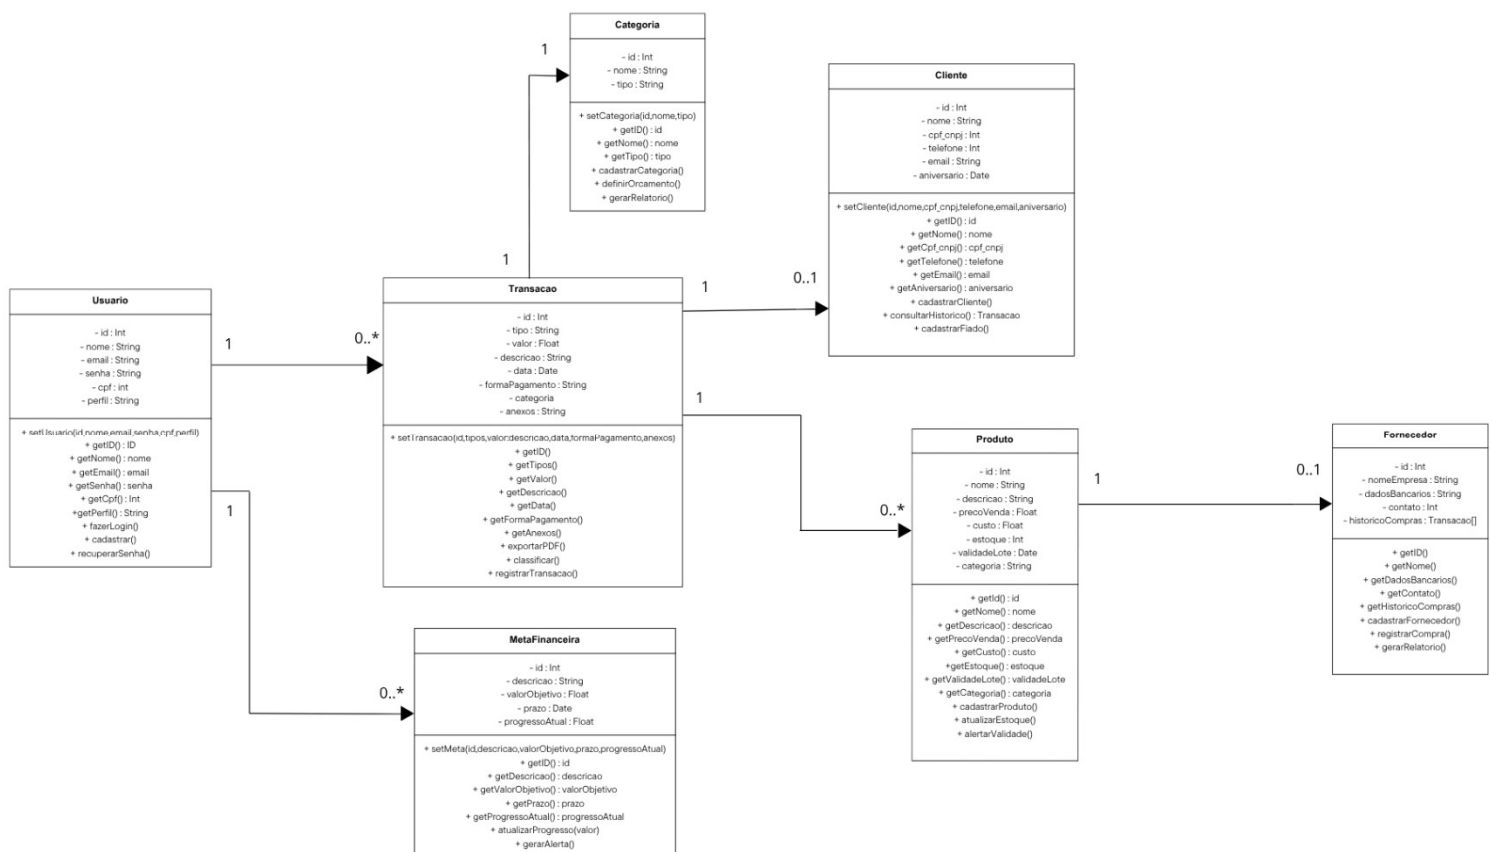 Categoria
- id : Int
- nome : String
- tipo : String
+ setCategoria(id,nome,tipo)
+ getID() : id
+ getNome() : nome
+ getTipo() : tipo
+ cadastrarCategoria()
+ definirOrcamento()
+ gerarRelatorio()
1
1
Cliente
- id : Int
- nome : String
- cpf_cnpj : Int
- telefone : Int
- email : String
- aniversario : Date
+ setCliente(id,nome,cpf_cnpj,telefone,email,aniversario)
+ getID() : id
+ getNome() : nome
+ getCpf_cnpj() : cpf_cnpj
+ getTelefone() : telefone
+ getEmail() : email
+ getAniversario() : aniversario
+ cadastrarCliente()
+ consultarHistorico() : Transacao
+ cadastrarFiado()
1
0..1
Usuario
- id : Int
- nome : String
- email : String
- senha : String
- cpf : int
- perfil : String
+ setUsuario(id,nome,email,senha,cpf,perfil)
+ getID() : ID
+ getNome() : nome
+ getEmail() : email
+ getSenha() : senha
+ getCpf() : Int
+getPerfil() : String
+ fazerLogin()
+ cadastrar()
+ recuperarSenha()
1
0..*
1
0..*
Transacao
- id : Int
- tipo : String
- valor : Float
- descricao : String
- data : Date
- formaPagamento : String
- categoria
- anexos : String
+ setTransacao(id,tipos,valor:descricao,data,formaPagamento,anexos)
+ getID()
+ getTipos()
+ getValor()
+ getDescricao()
+ getData()
+ getFormaPagamento()
+ getAnexos()
+ exportarPDF()
+ classificar()
+ registrarTransacao()
1
0..*
Produto
- id : Int
- nome : String
- descricao : String
- precoVenda : Float
- custo : Float
- estoque : Int
- validadeLote : Date
- categoria : String
+ getId() : id
+ getNome() : nome
+ getDescricao() : descricao
+ getPrecoVenda() : precoVenda
+ getCusto() : custo
+getEstoque() : estoque
+ getValidadeLote() : validadeLote
+ getCategoria() : categoria
+ cadastrarProduto()
+ atualizarEstoque()
+ alertarValidade()
1
0..1
Fornecedor
- id : Int
- nomeEmpresa : String
- dadosBancarios : String
- contato : Int
- historicoCompras : Transacao[]
+ getID()
+ getNome()
+ getDadosBancarios()
+ getContato()
+ getHistoricoCompras()
+ cadastrarFornecedor()
+ registrarCompra()
+ gerarRelatorio()
MetaFinanceira
- id : Int
- descricao : String
- valorObjetivo : Float
- prazo : Date
- progressoAtual : Float
+ setMeta(id,descricao,valorObjetivo,prazo,progressoAtual)
+ getID() : id
+ getDescricao() : descricao
+ getValorObjetivo() : valorObjetivo
+ getPrazo() : prazo
+ getProgressoAtual() : progressoAtual
+ atualizarProgresso(valor)
+ gerarAlerta()